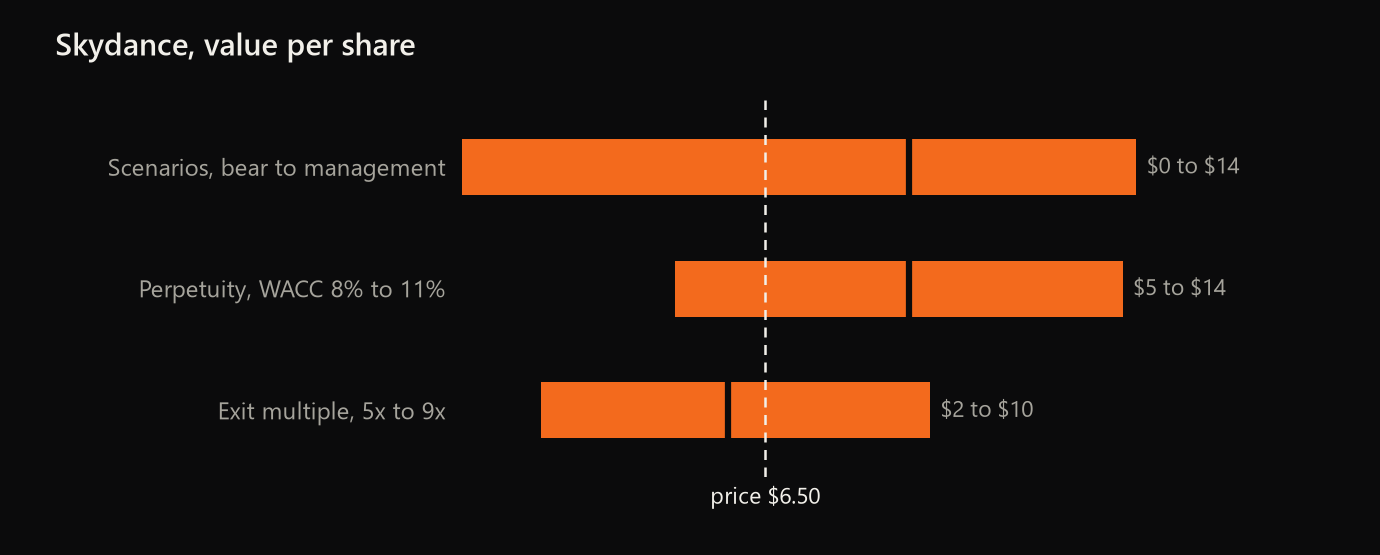 Skydance, value per share
Scenarios, bear to management
$0 to $14
Perpetuity, WACC 8% to 11%
$5 to $14
Exit multiple, 5x to 9x
$2 to $10
price $6.50